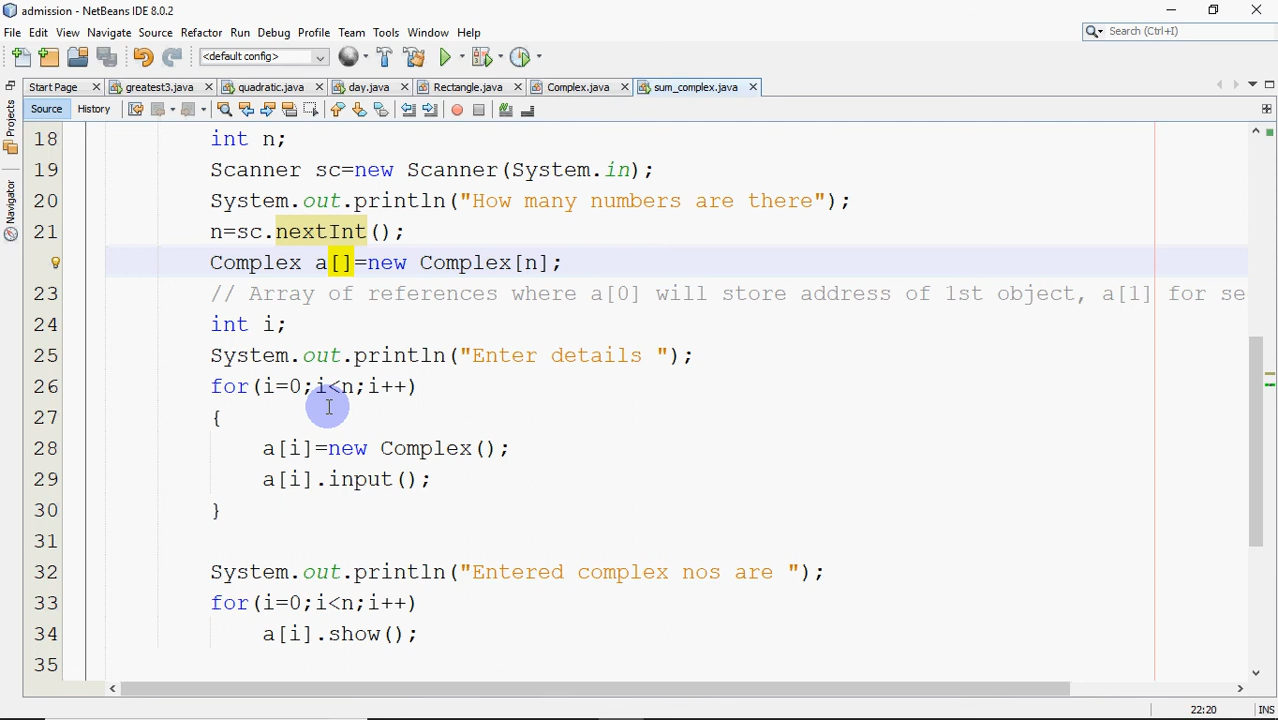 admission - NetBeans IDE 8.0.2
File Edit View Navigate Source Refactor Run Debug Profile Team Tools Window Help
Search (Ctrl+I)
<default config>
Start Page greatest3.java quadratic.java day.java Rectangle.java Complex.java sum_complex.java
Source History
Projects
Navigator
18 int n;
19 Scanner sc=new Scanner(System.in);
20 System.out.println("How many numbers are there");
21 n=sc.nextInt();
Complex a[]=new Complex[n];
23 // Array of references where a[0] will store address of 1st object, a[1] for se
24 int i;
25 System.out.println("Enter details ");
26 for(i=0;i<n;i++)
27 {
28 a[i]=new Complex();
29 a[i].input();
30 }
31
32 System.out.println("Entered complex nos are ");
33 for(i=0;i<n;i++)
34 a[i].show();
35
22:20 INS